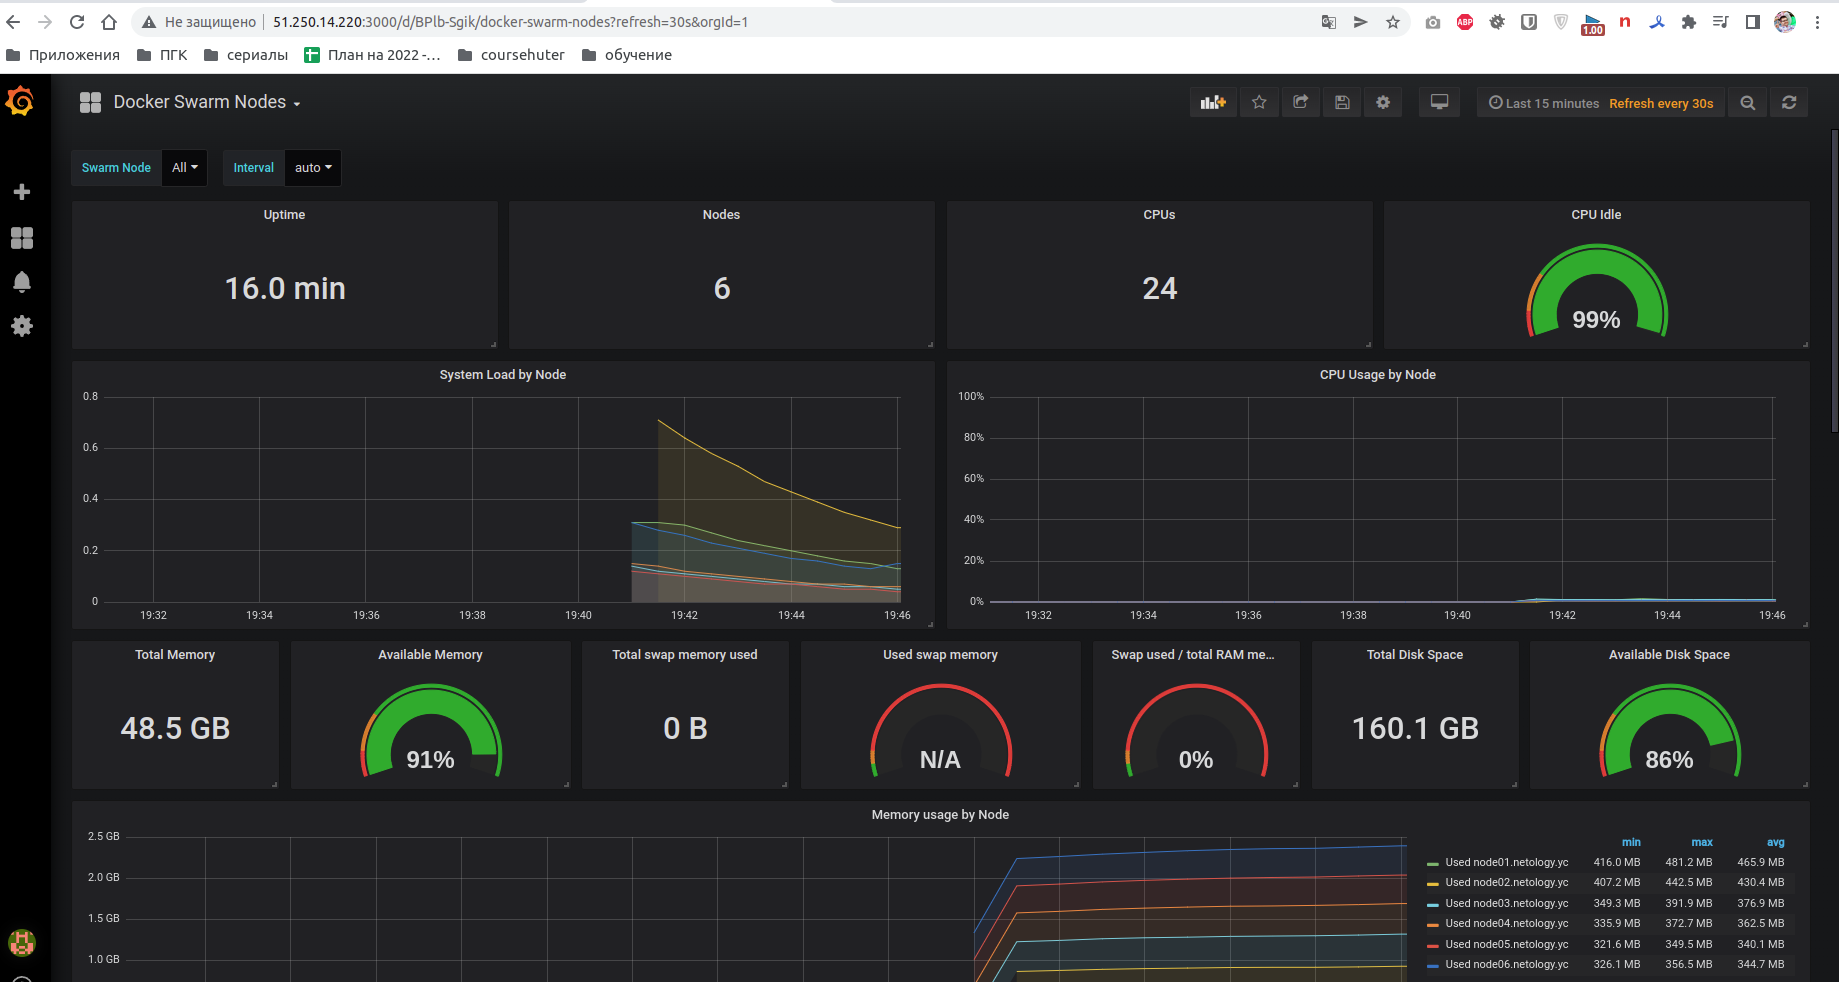 Не защищено 51.250.14.220:3000/d/BPlb-Sgik/docker-swarm-nodes?refresh=30s&orgId=1
ABP 1.00 n
Приложения ПГК сериалы План на 2022 -... coursehuter обучение
Docker Swarm Nodes
Last 15 minutes Refresh every 30s
Swarm Node All Interval auto
Uptime Nodes CPUs CPU Idle
16.0 min 6 24 99%
System Load by Node
0.8
0.6
0.4
0.2
0
19:32 19:34 19:36 19:38 19:40 19:42 19:44 19:46
CPU Usage by Node
100%
80%
60%
40%
20%
0%
19:32 19:34 19:36 19:38 19:40 19:42 19:44 19:46
Total Memory Available Memory Total swap memory used Used swap memory Swap used / total RAM me... Total Disk Space Available Disk Space
48.5 GB 91% 0 B N/A 0% 160.1 GB 86%
Memory usage by Node
2.5 GB
2.0 GB
1.5 GB
1.0 GB
min max avg
Used node01.netology.yc 416.0 MB 481.2 MB 465.9 MB
Used node02.netology.yc 407.2 MB 442.5 MB 430.4 MB
Used node03.netology.yc 349.3 MB 391.9 MB 376.9 MB
Used node04.netology.yc 335.9 MB 372.7 MB 362.5 MB
Used node05.netology.yc 321.6 MB 349.5 MB 340.1 MB
Used node06.netology.yc 326.1 MB 356.5 MB 344.7 MB